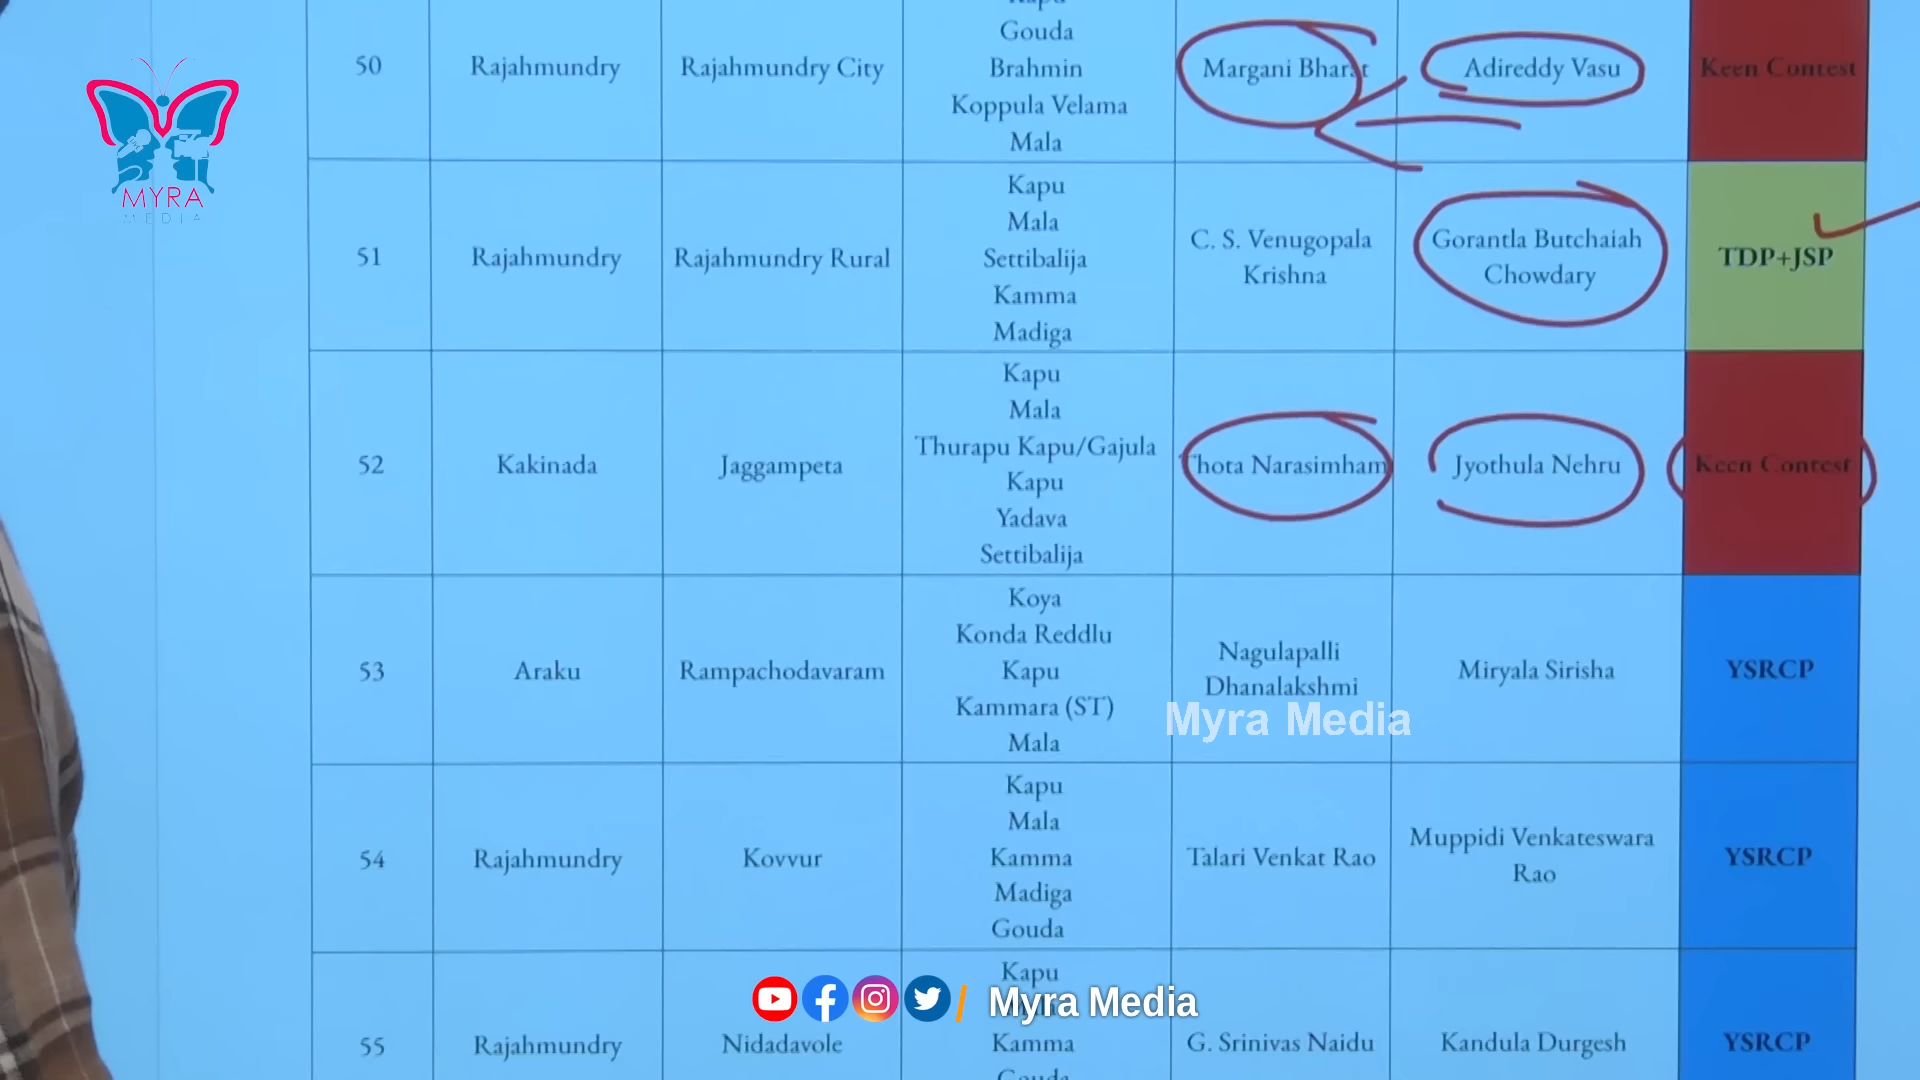 Gouda
50 Rajahmundry Rajahmundry City Brahmin Margani Bharat Adireddy Vasu Keen Contest
Koppula Velama
Mala
MYRA
MEDIA
Kapu
Mala
51 Rajahmundry Rajahmundry Rural Settibalija C. S. Venugopala Krishna Gorantla Butchaiah Chowdary TDP+JSP
Kamma
Madiga
Kapu
Mala
52 Kakinada Jaggampeta Thurapu Kapu/Gajula Thota Narasimham Jyothula Nehru Keen Contest
Kapu
Yadava
Settibalija
Koya
Konda Reddlu
53 Araku Rampachodavaram Kapu Nagulapalli Dhanalakshmi Miryala Sirisha YSRCP
Kammara (ST)
Mala
Myra Media
Kapu
Mala
54 Rajahmundry Kovvur Kamma Talari Venkat Rao Muppidi Venkateswara Rao YSRCP
Madiga
Gouda
Kapu
Myra Media
55 Rajahmundry Nidadavole Kamma G. Srinivas Naidu Kandula Durgesh YSRCP
Gouda